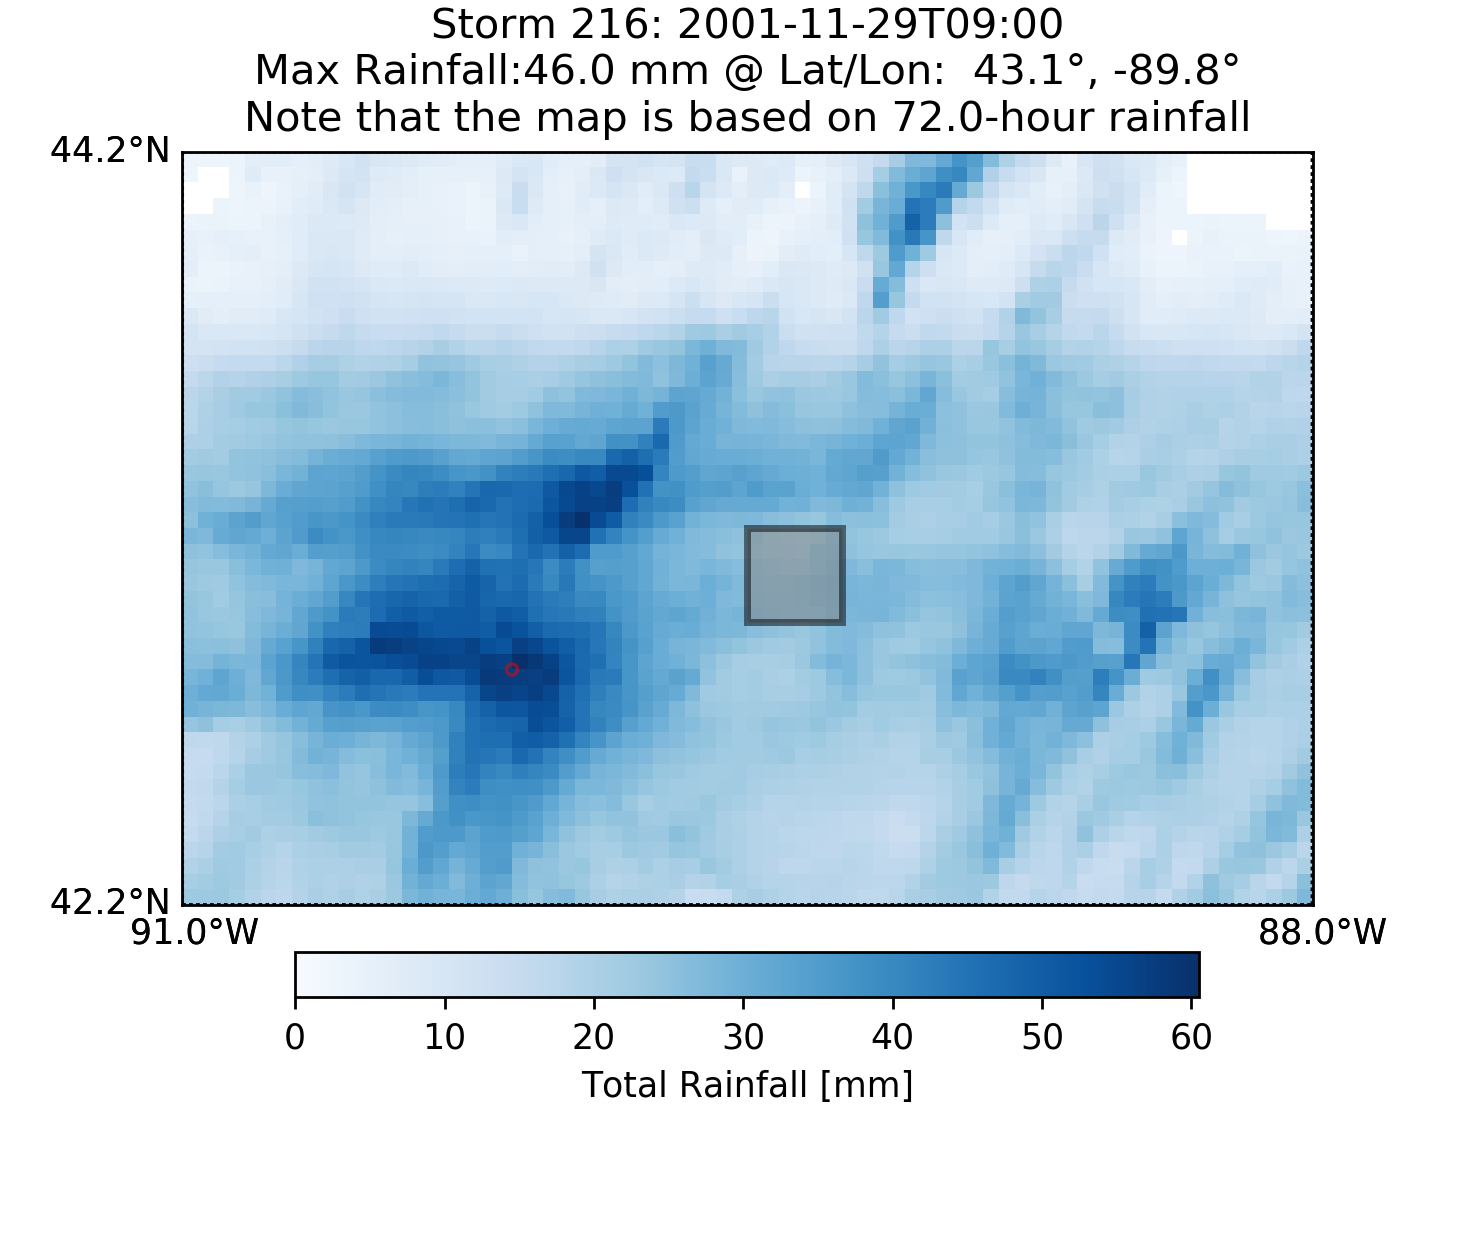 Storm 216: 2001-11-29T09:00
Max Rainfall:46.0 mm @ Lat/Lon:  43.1°, -89.8°
Note that the map is based on 72.0-hour rainfall
44.2°N
42.2°N
91.0°W 88.0°W
0 10 20 30 40 50 60
Total Rainfall [mm]